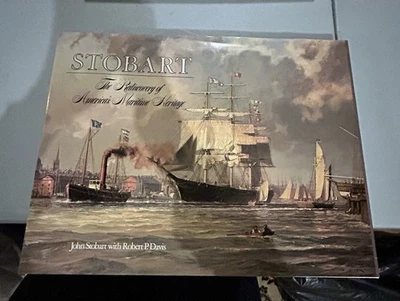 STOBART
The Rediscovery of
America's Maritime Heritage
John Stobart with Robert P. Davis